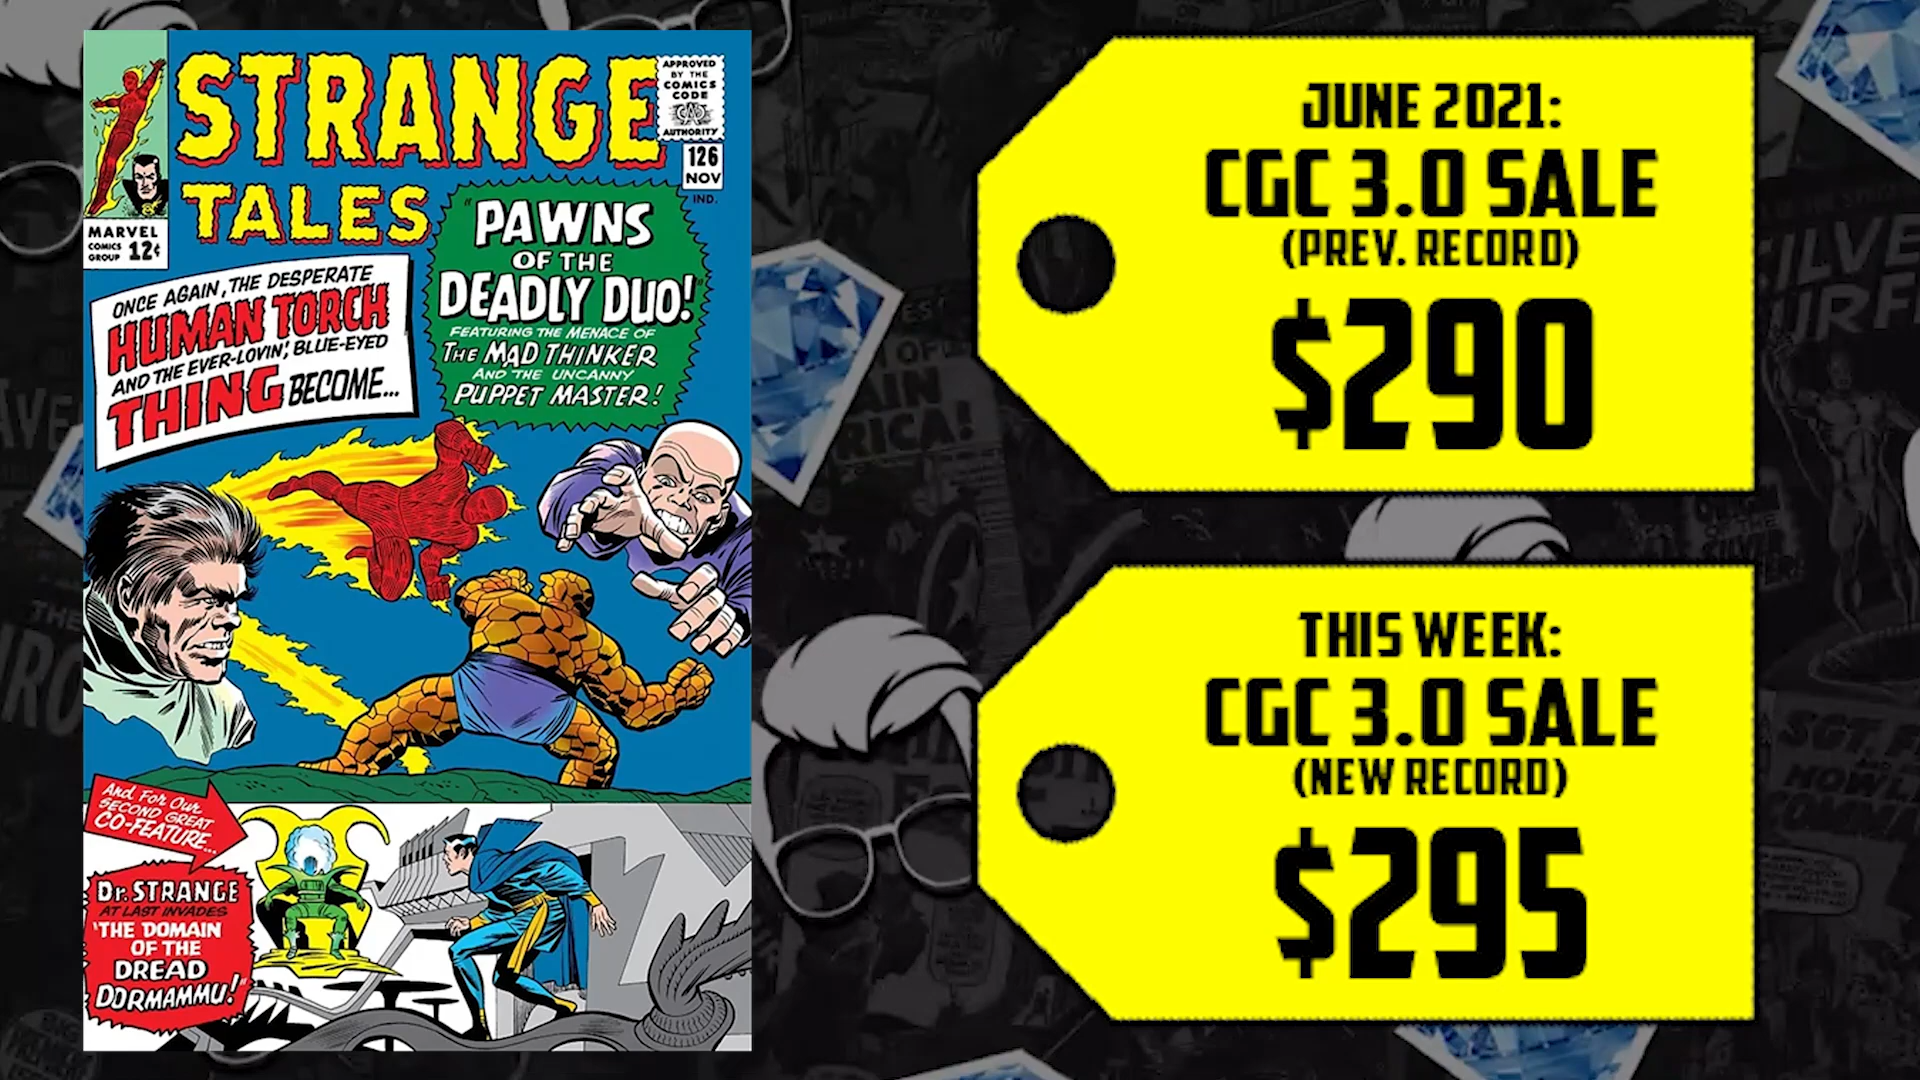 STRANGE
TALES
APPROVED
BY THE
COMICS
CODE
AUTHORITY
126
NOV
IND.
MARVEL
COMICS
GROUP 12¢
ONCE AGAIN, THE DESPERATE
HUMAN TORCH
AND THE EVER-LOVIN', BLUE-EYED
THING BECOME...
"PAWNS
OF THE
DEADLY DUO!"
FEATURING THE MENACE OF
THE MAD THINKER
AND THE UNCANNY
PUPPET MASTER!
And For Our
SECOND GREAT
CO-FEATURE...
Dr. STRANGE
AT LAST INVADES
"THE DOMAIN
OF THE
DREAD
DORMAMMU!"
JUNE 2021:
CGC 3.0 SALE
(PREV. RECORD)
$290
THIS WEEK:
CGC 3.0 SALE
(NEW RECORD)
$295